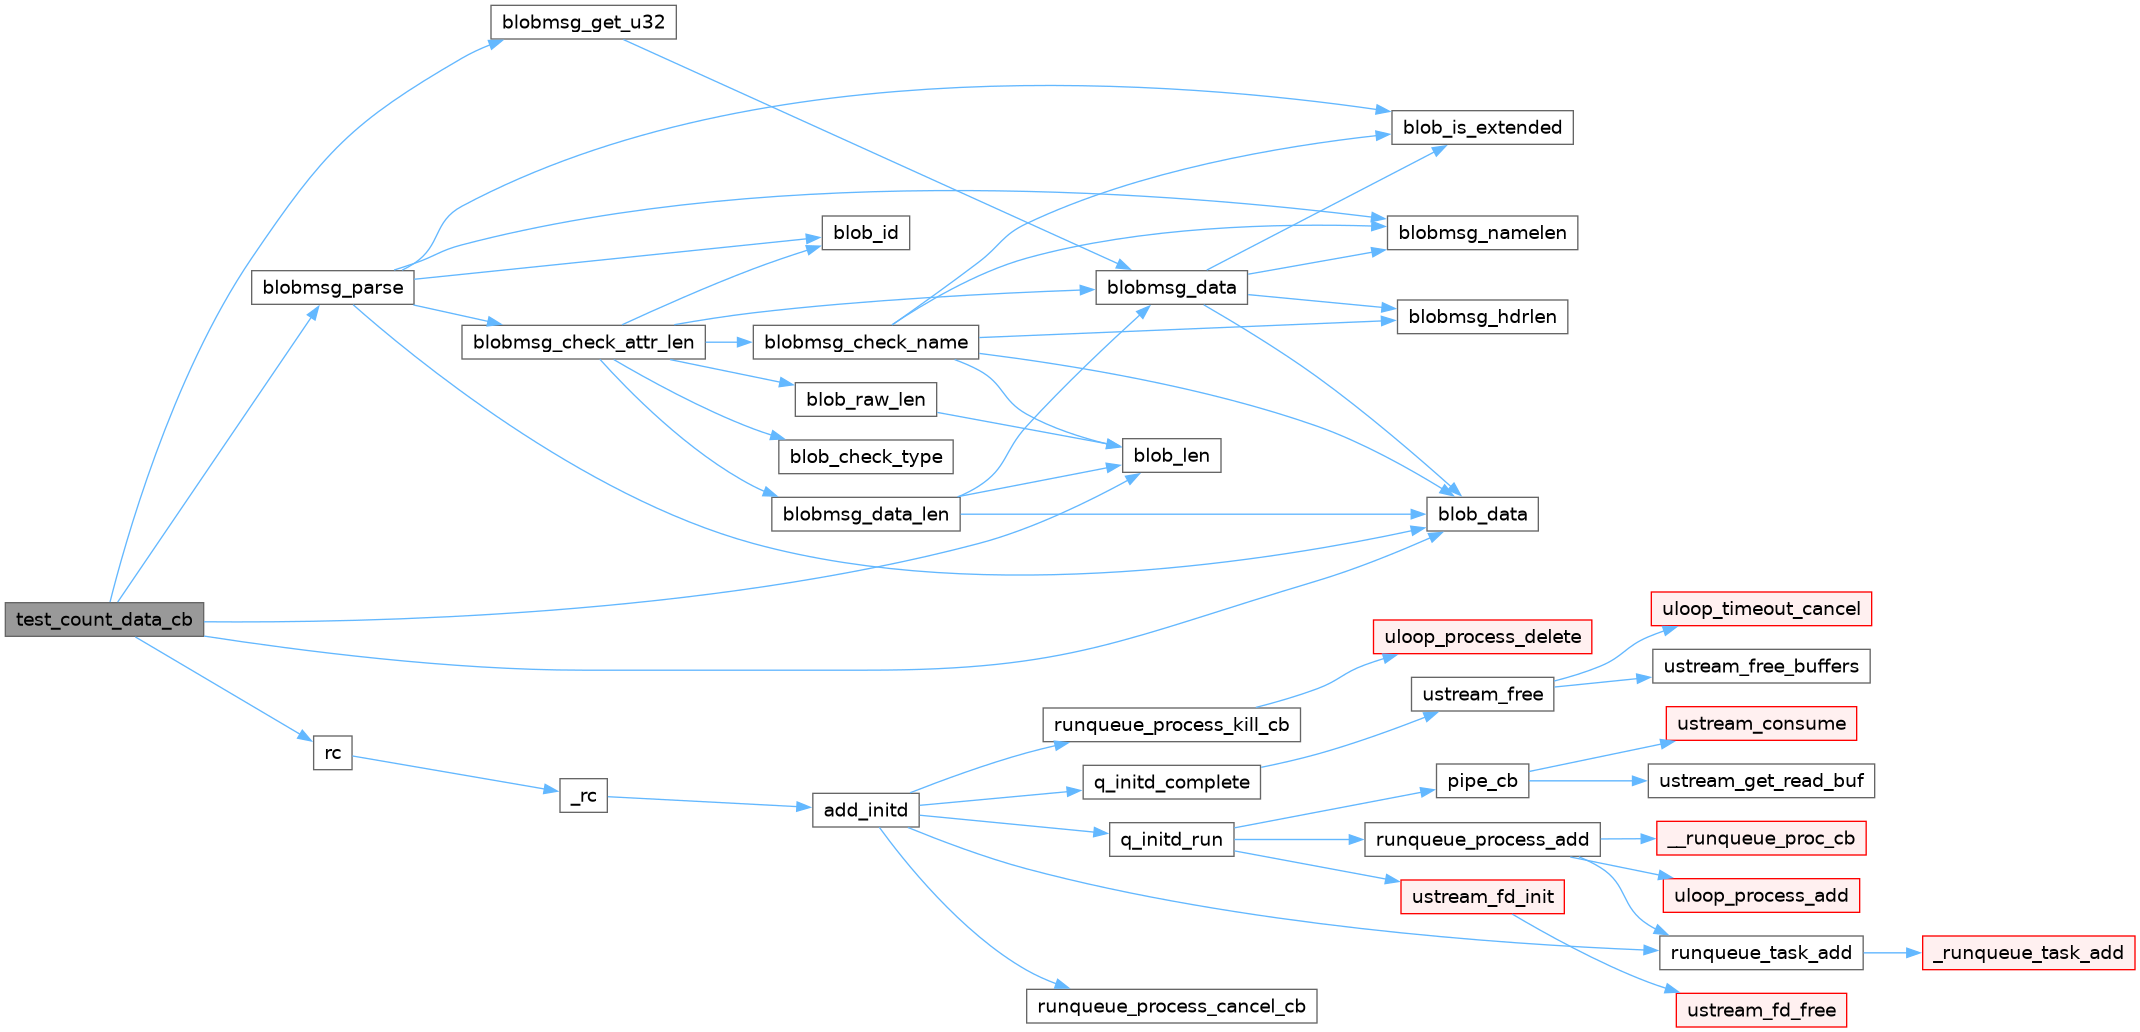 blobmsg_get_u32
blob_is_extended
blob_id
blobmsg_namelen
blobmsg_parse
blobmsg_data
blobmsg_hdrlen
blobmsg_check_attr_len
blobmsg_check_name
blob_raw_len
blob_check_type
blob_len
blobmsg_data_len
blob_data
test_count_data_cb
uloop_timeout_cancel
uloop_process_delete
ustream_free_buffers
ustream_free
runqueue_process_kill_cb
ustream_consume
rc
q_initd_complete
pipe_cb
ustream_get_read_buf
_rc
add_initd
q_initd_run
runqueue_process_add
__runqueue_proc_cb
ustream_fd_init
uloop_process_add
runqueue_task_add
_runqueue_task_add
runqueue_process_cancel_cb
ustream_fd_free